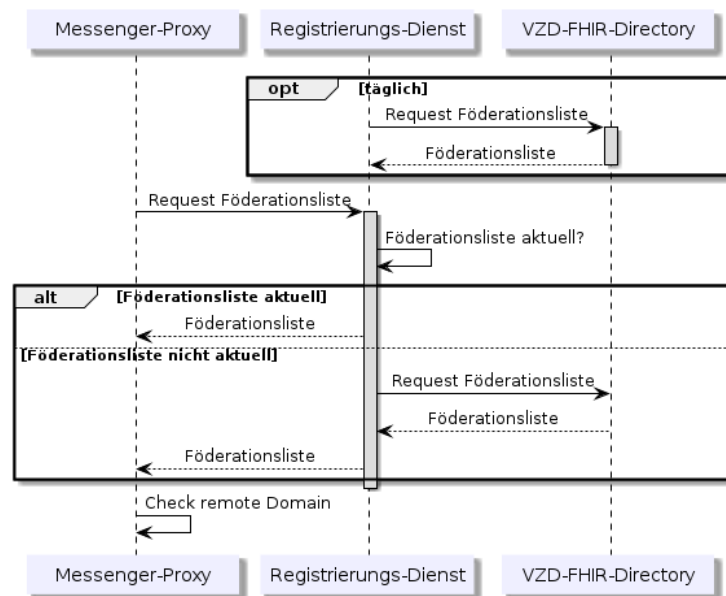 Messenger-Proxy
Registrierungs-Dienst
VZD-FHIR-Directory
opt
[täglich]
Request Föderationsliste
Föderationsliste
Request Föderationsliste
Föderationsliste aktuell?
alt
[Föderationsliste aktuell]
Föderationsliste
[Föderationsliste nicht aktuell]
Request Föderationsliste
Föderationsliste
Föderationsliste
Check remote Domain
Messenger-Proxy
Registrierungs-Dienst
VZD-FHIR-Directory